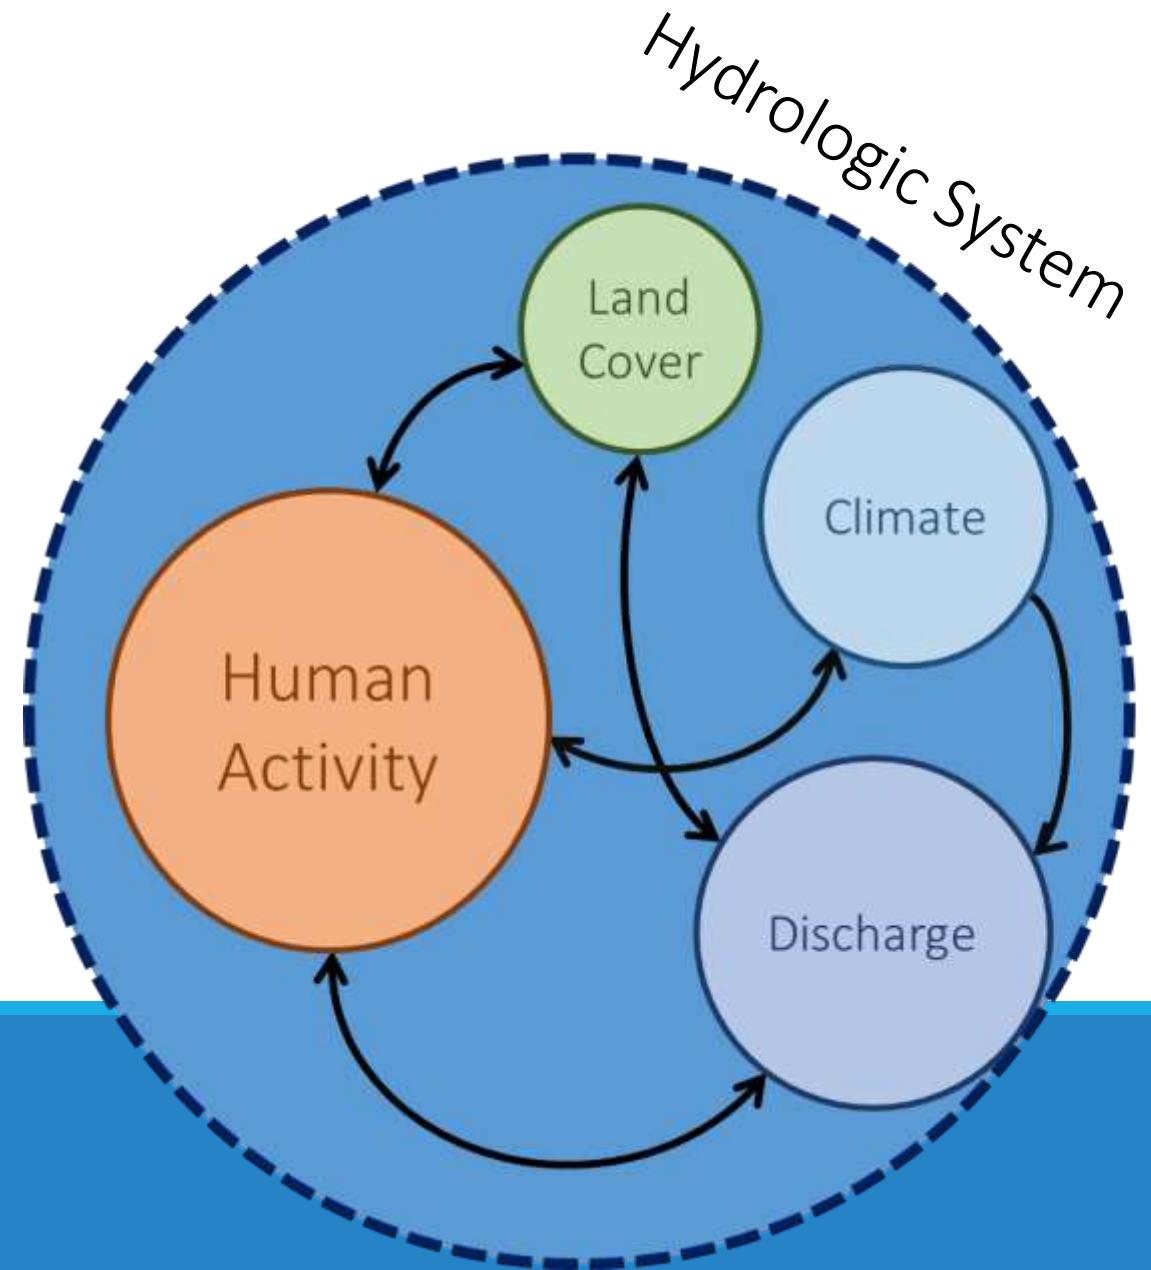 Hydrologic System
Land
Cover
Climate
Human
Activity
Discharge